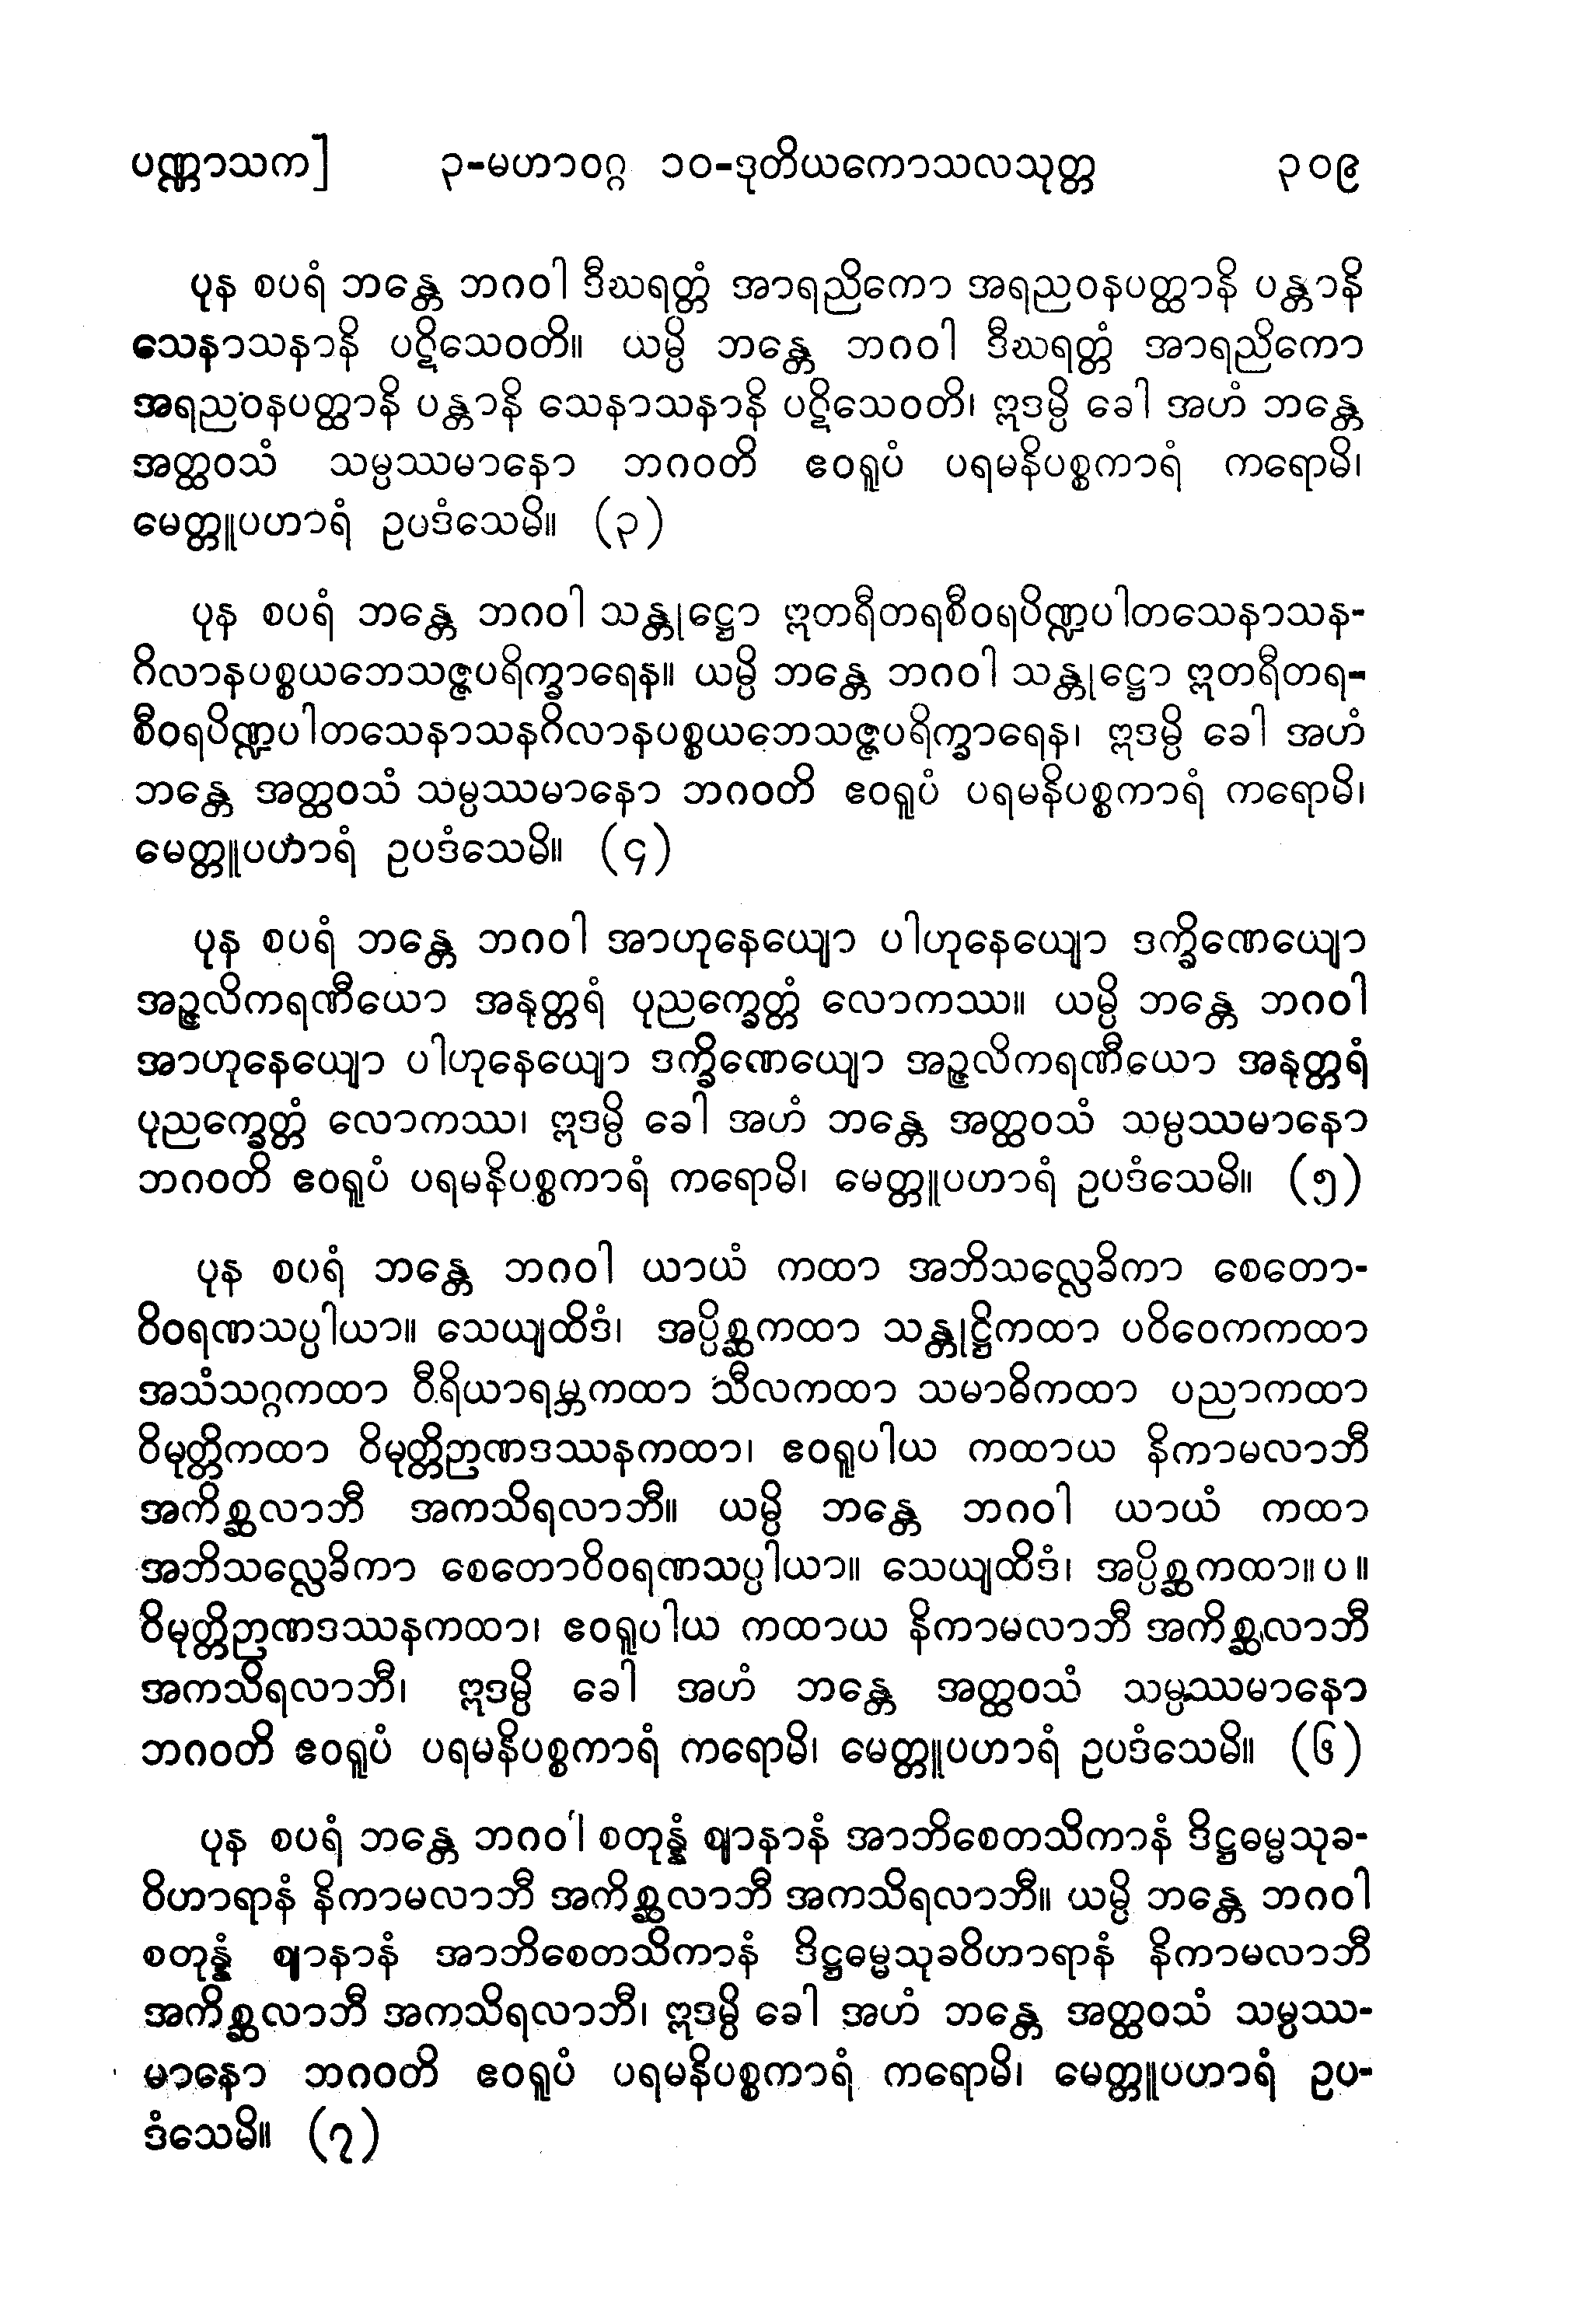 ပဏ္ဏာသက] ၃-မဟာဝဂ္ဂ ၁၀-ဒုတိယကောသလသုတ္တ ၃၀၉
ပုန စပရံ ဘန္တေ ဘဂဝါ ဒီဃရတ္တံ အာရညိကော အရညဝနပတ္ထာနိ ပန္တာနိ
သေနာသနာနိ ပဋိသေဝတိ။ ယမ္ပိ ဘန္တေ ဘဂဝါ ဒီဃရတ္တံ အာရညိကော
အရညဝနပတ္ထာနိ ပန္တာနိ သေနာသနာနိ ပဋိသေဝတိ၊ ဣဒမ္ပိ ခေါ အဟံ ဘန္တေ
အတ္ထဝသံ သမ္ပဿမာနော ဘဂဝတိ ဧဝရူပံ ပရမနိပစ္စကာရံ ကရောမိ၊
မေတ္တူပဟာရံ ဥပဒံသေမိ။ (၃)
ပုန စပရံ ဘန္တေ ဘဂဝါ သန္တုဋ္ဌော ဣတရီတရစီဝရပိဏ္ဍပါတသေနာသန-
ဂိလာနပစ္စယဘေသဇ္ဇပရိက္ခာရေန။ ယမ္ပိ ဘန္တေ ဘဂဝါ သန္တုဋ္ဌော ဣတရီတရ-
စီဝရပိဏ္ဍပါတသေနာသနဂိလာနပစ္စယဘေသဇ္ဇပရိက္ခာရေန၊ ဣဒမ္ပိ ခေါ အဟံ
ဘန္တေ အတ္ထဝသံ သမ္ပဿမာနော ဘဂဝတိ ဧဝရူပံ ပရမနိပစ္စကာရံ ကရောမိ၊
မေတ္တူပဟာရံ ဥပဒံသေမိ။ (၄)
ပုန စပရံ ဘန္တေ ဘဂဝါ အာဟုနေယျော ပါဟုနေယျော ဒက္ခိဏေယျော
အဉ္ဇလိကရဏီယော အနုတ္တရံ ပုညက္ခေတ္တံ လောကဿ။ ယမ္ပိ ဘန္တေ ဘဂဝါ
အာဟုနေယျော ပါဟုနေယျော ဒက္ခိဏေယျော အဉ္ဇလိကရဏီယော အနုတ္တရံ
ပုညက္ခေတ္တံ လောကဿ၊ ဣဒမ္ပိ ခေါ အဟံ ဘန္တေ အတ္ထဝသံ သမ္ပဿမာနော
ဘဂဝတိ ဧဝရူပံ ပရမနိပစ္စကာရံ ကရောမိ၊ မေတ္တူပဟာရံ ဥပဒံသေမိ။ (၅)
ပုန စပရံ ဘန္တေ ဘဂဝါ ယာယံ ကထာ အဘိသလ္လေခိကာ စေတော-
ဝိဝရဏသပ္ပါယာ။ သေယျထိဒံ၊ အပ္ပိစ္ဆကထာ သန္တုဋ္ဌိကထာ ပဝိဝေကကထာ
အသံသဂ္ဂကထာ ဝီရိယာရမ္ဘကထာ သီလကထာ သမာဓိကထာ ပညာကထာ
ဝိမုတ္တိကထာ ဝိမုတ္တိဉာဏဒဿနကထာ၊ ဧဝရူပါယ ကထာယ နိကာမလာဘီ
အကိစ္ဆလာဘီ အကသိရလာဘီ။ ယမ္ပိ ဘန္တေ ဘဂဝါ ယာယံ ကထာ
အဘိသလ္လေခိကာ စေတောဝိဝရဏသပ္ပါယာ။ သေယျထိဒံ၊ အပ္ပိစ္ဆကထာ။ ပ ။
ဝိမုတ္တိဉာဏဒဿနကထာ၊ ဧဝရူပါယ ကထာယ နိကာမလာဘီ အကိစ္ဆလာဘီ
အကသိရလာဘီ၊ ဣဒမ္ပိ ခေါ အဟံ ဘန္တေ အတ္ထဝသံ သမ္ပဿမာနော
ဘဂဝတိ ဧဝရူပံ ပရမနိပစ္စကာရံ ကရောမိ၊ မေတ္တူပဟာရံ ဥပဒံသေမိ။ (၆)
ပုန စပရံ ဘန္တေ ဘဂဝါ စတုန္နံ ဈာနာနံ အာဘိစေတသိကာနံ ဒိဋ္ဌဓမ္မသုခ-
ဝိဟာရာနံ နိကာမလာဘီ အကိစ္ဆလာဘီ အကသိရလာဘီ။ ယမ္ပိ ဘန္တေ ဘဂဝါ
စတုန္နံ ဈာနာနံ အာဘိစေတသိကာနံ ဒိဋ္ဌဓမ္မသုခဝိဟာရာနံ နိကာမလာဘီ
အကိစ္ဆလာဘီ အကသိရလာဘီ၊ ဣဒမ္ပိ ခေါ အဟံ ဘန္တေ အတ္ထဝသံ သမ္ပဿ-
မာနော ဘဂဝတိ ဧဝရူပံ ပရမနိပစ္စကာရံ ကရောမိ၊ မေတ္တူပဟာရံ ဥပ-
ဒံသေမိ။ (၇)